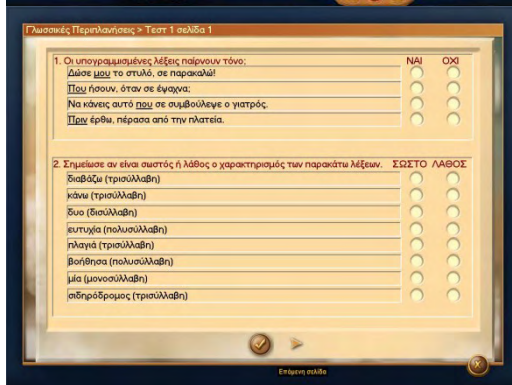 Γλωσσικές Περιπλανήσεις > Τεστ 1 σελίδα 1
1. Οι υπογραμμισμένες λέξεις παίρνουν τόνο; ΝΑΙ ΟΧΙ
Δώσε μου το στυλό, σε παρακαλώ!
Που ήσουν, όταν σε έψαχνα;
Να κάνεις αυτό που σε συμβούλεψε ο γιατρός.
Πριν έρθω, πέρασα από την πλατεία.
2. Σημείωσε αν είναι σωστός ή λάθος ο χαρακτηρισμός των παρακάτω λέξεων. ΣΩΣΤΟ ΛΑΘΟΣ
διαβάζω (τρισύλλαβη)
κάνω (τρισύλλαβη)
δυο (δισύλλαβη)
ευτυχία (πολυσύλλαβη)
πλαγιά (τρισύλλαβη)
βοήθησα (πολυσύλλαβη)
μία (μονοσύλλαβη)
σιδηρόδρομος (τρισύλλαβη)
Επόμενη σελίδα